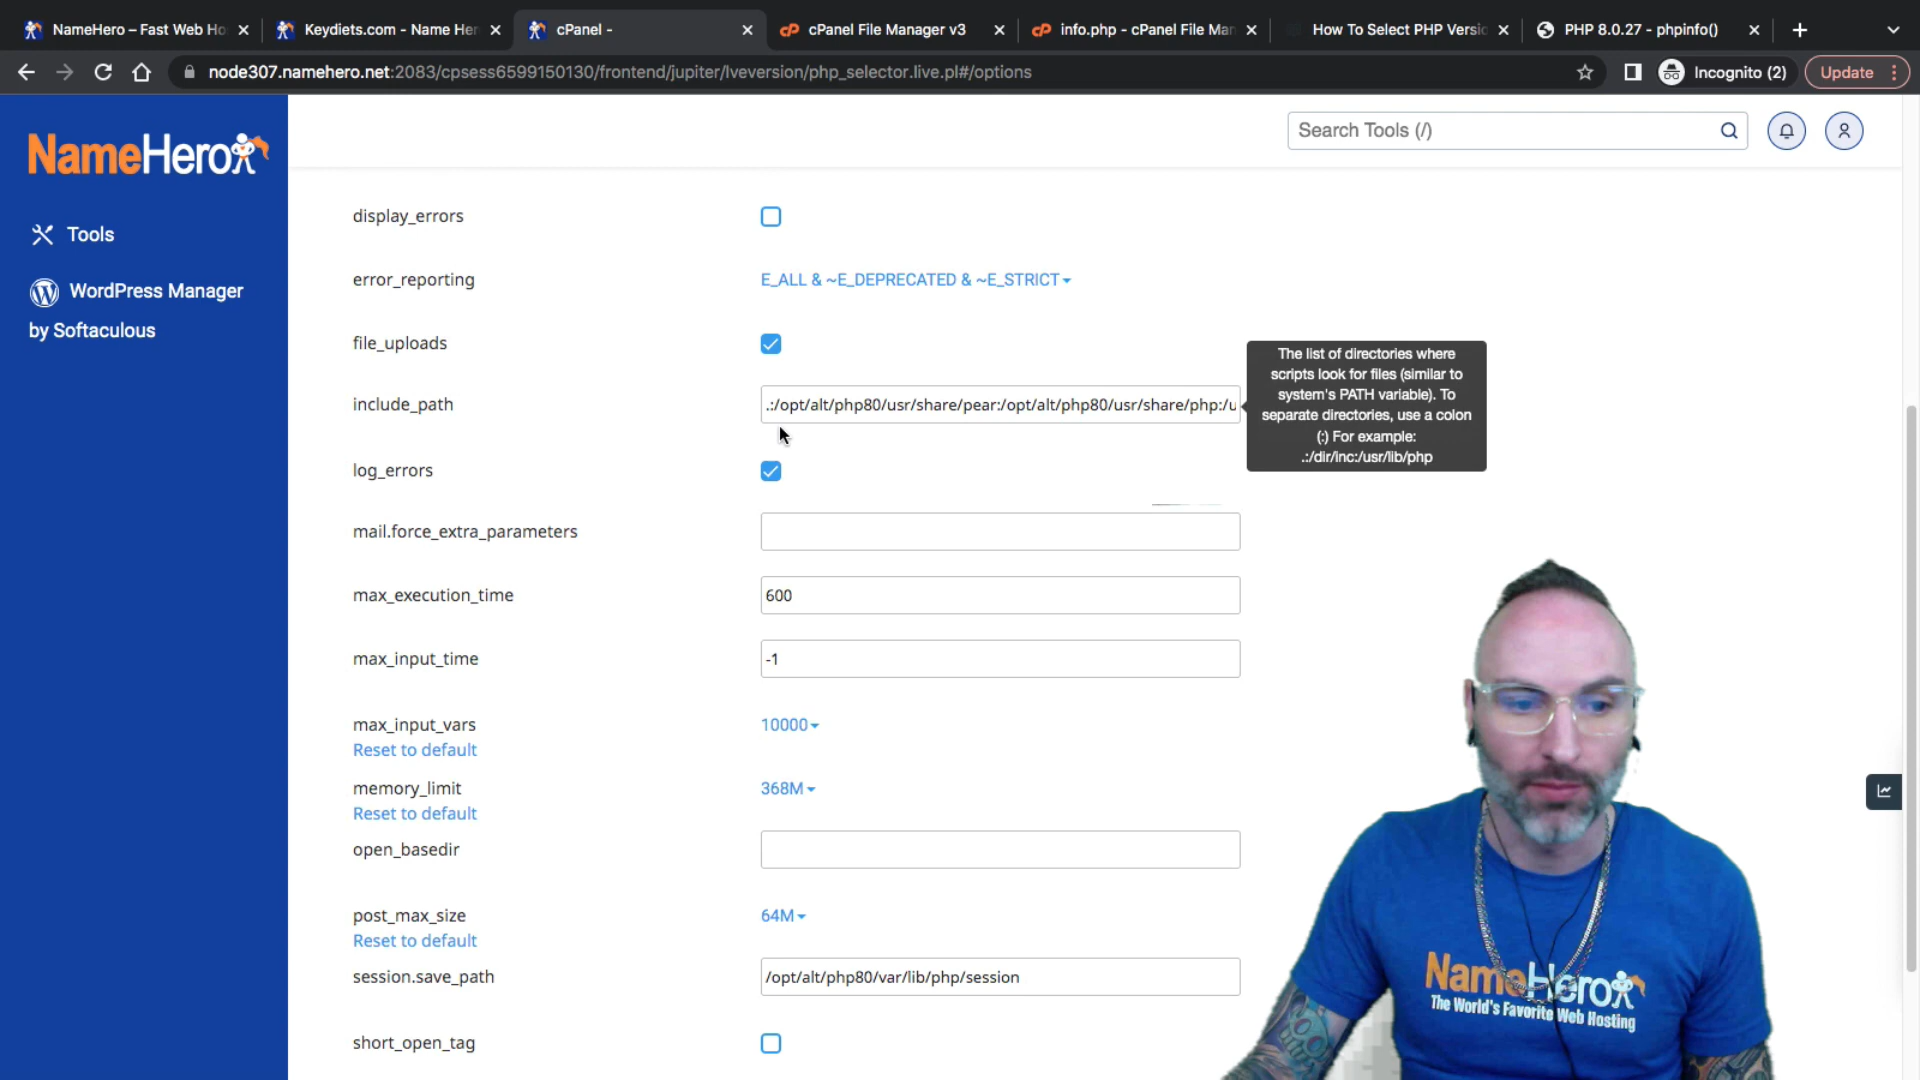 NameHero – Fast Web Ho
Keydiets.com - Name Her
cPanel -
cPanel File Manager v3
info.php - cPanel File Man
How To Select PHP Versio
PHP 8.0.27 - phpinfo()
node307.namehero.net:2083/cpsess6599150130/frontend/jupiter/lveversion/php_selector.live.pl#/options
Incognito (2)
Update
NameHero
Search Tools (/)
Tools
WordPress Manager
by Softaculous
display_errors
error_reporting
E_ALL & ~E_DEPRECATED & ~E_STRICT
file_uploads
include_path
.:/opt/alt/php80/usr/share/pear:/opt/alt/php80/usr/share/php:/u
The list of directories where
scripts look for files (similar to
system's PATH variable). To
separate directories, use a colon
(:) For example:
.:/dir/inc:/usr/lib/php
log_errors
mail.force_extra_parameters
max_execution_time
600
max_input_time
-1
max_input_vars
10000
Reset to default
memory_limit
368M
Reset to default
open_basedir
post_max_size
64M
Reset to default
session.save_path
/opt/alt/php80/var/lib/php/session
short_open_tag
NameHero
The World's Favorite Web Hosting